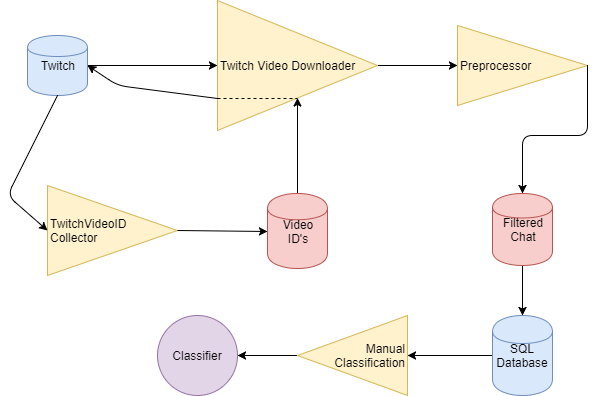 Twitch
Twitch Video Downloader
Preprocessor
TwitchVideoID
Collector
Video
ID's
Filtered
Chat
Classifier
Manual
Classification
SQL
Database